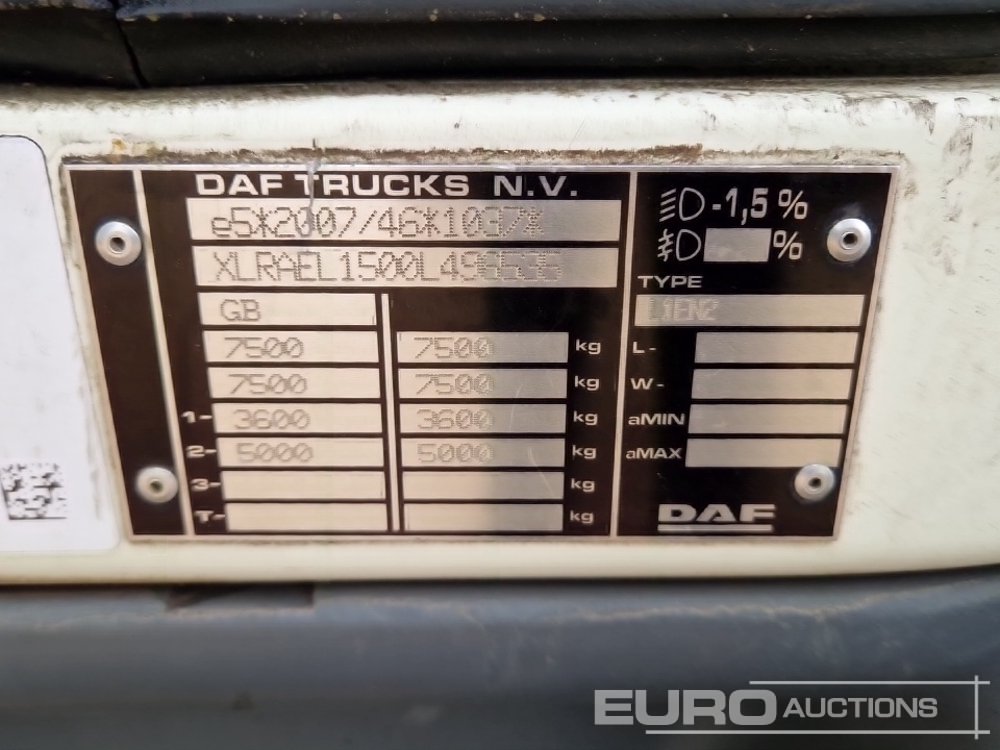 DAF TRUCKS N.V.
e5*2007/46*1037*
GB
7500 7500 kg
7500 7500 kg
1- 3600 3600 kg
2- 5000 5000 kg
3- kg
T- kg
-1,5 %
%
TYPE
L1EN2
L-
W-
aMIN
aMAX
DAF
EURO AUCTIONS